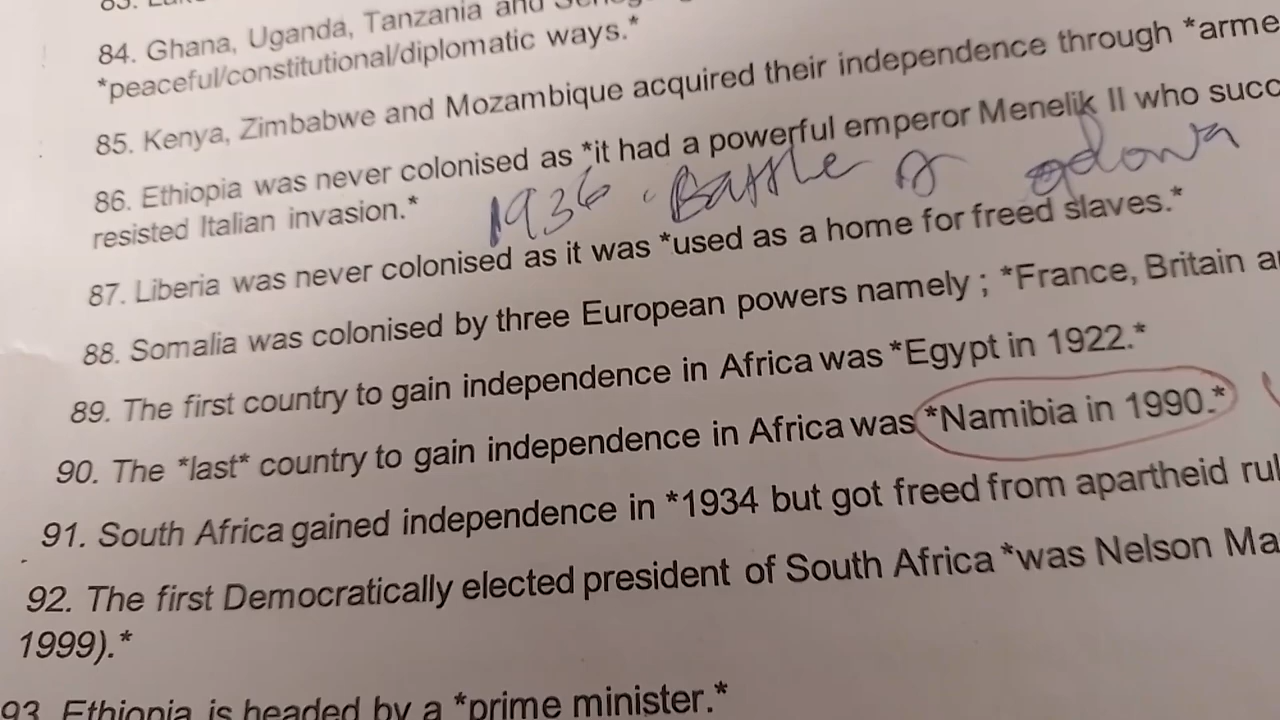 84. Ghana, Uganda, Tanzania and
*peaceful/constitutional/diplomatic ways.*
85. Kenya, Zimbabwe and Mozambique acquired their independence through *arme
86. Ethiopia was never colonised as *it had a powerful emperor Menelik II who succ
resisted Italian invasion.*
1936. Battle of adowa
87. Liberia was never colonised as it was *used as a home for freed slaves.*
88. Somalia was colonised by three European powers namely ; *France, Britain a
89. The first country to gain independence in Africa was *Egypt in 1922.*
90. The *last* country to gain independence in Africa was *Namibia in 1990.*
91. South Africa gained independence in *1934 but got freed from apartheid rul
92. The first Democratically elected president of South Africa *was Nelson Ma
1999).*
93. Ethiopia is headed by a *prime minister.*